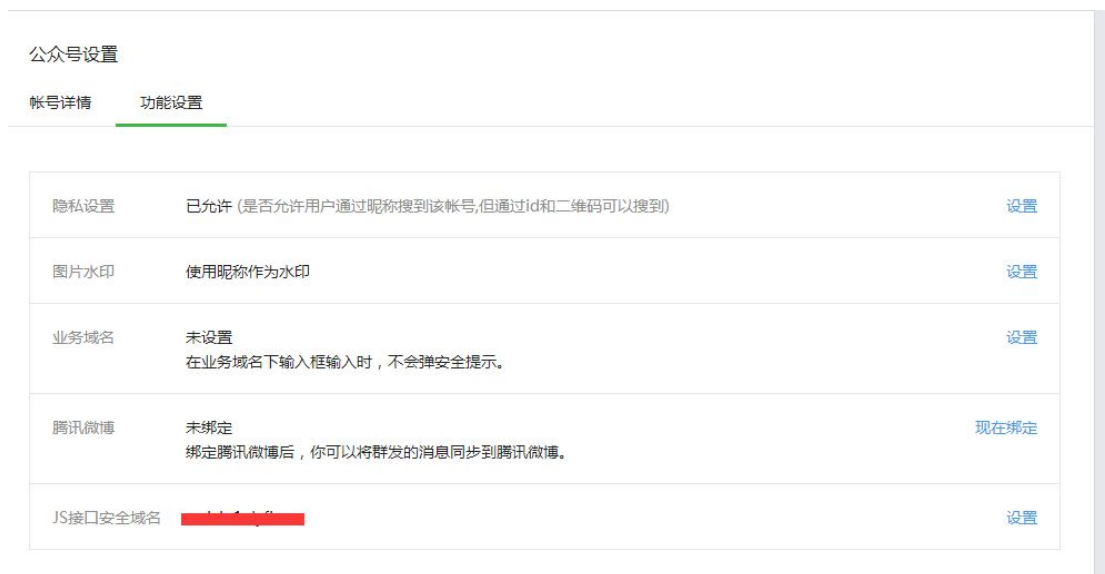 公众号设置
帐号详情 功能设置
隐私设置 已允许 (是否允许用户通过昵称搜到该帐号,但通过id和二维码可以搜到) 设置
图片水印 使用昵称作为水印 设置
业务域名 未设置 设置
在业务域名下输入框输入时，不会弹安全提示。
腾讯微博 未绑定 现在绑定
绑定腾讯微博后，你可以将群发的消息同步到腾讯微博。
JS接口安全域名 设置